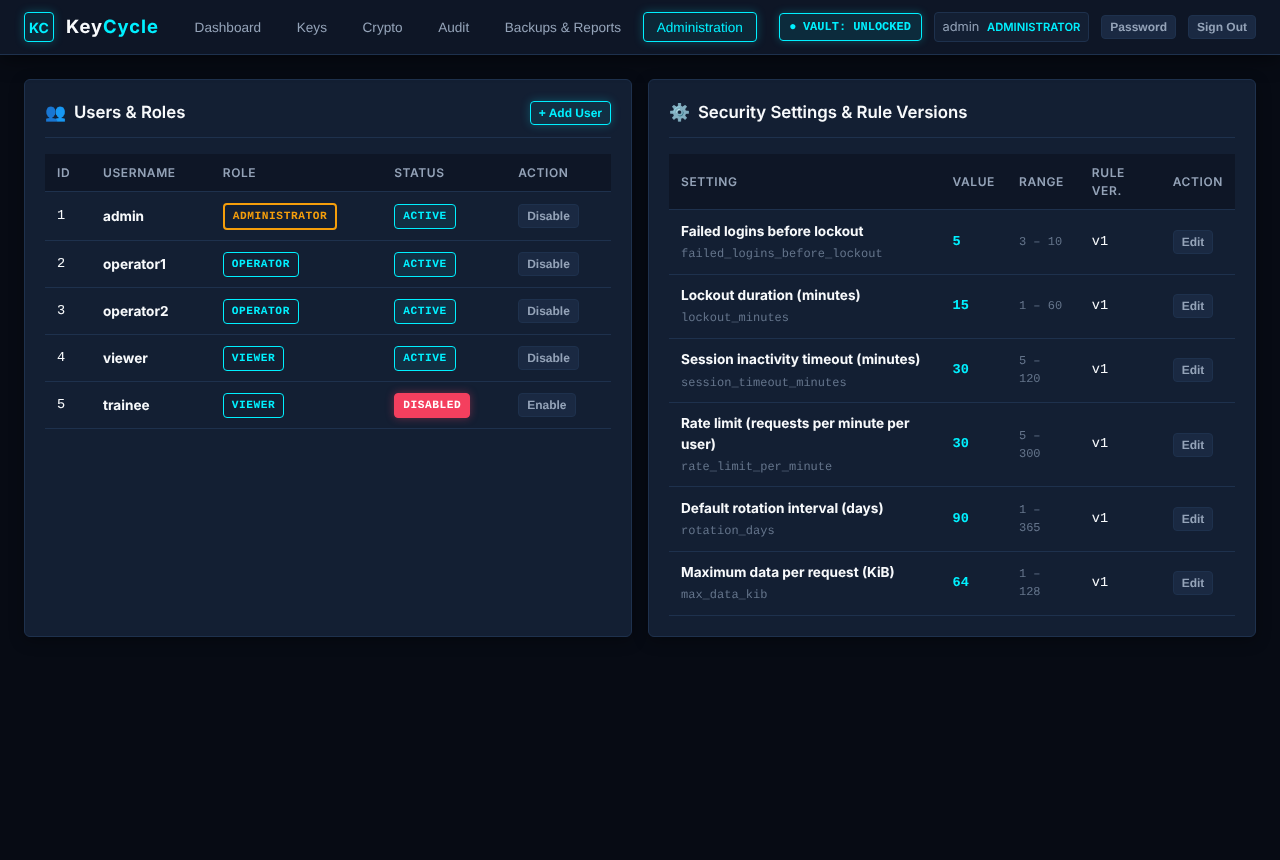 KC KeyCycle Dashboard Keys Crypto Audit Backups & Reports Administration ● VAULT: UNLOCKED admin ADMINISTRATOR Password Sign Out
Users & Roles + Add User
ID USERNAME ROLE STATUS ACTION
1 admin ADMINISTRATOR ACTIVE Disable
2 operator1 OPERATOR ACTIVE Disable
3 operator2 OPERATOR ACTIVE Disable
4 viewer VIEWER ACTIVE Disable
5 trainee VIEWER DISABLED Enable
Security Settings & Rule Versions
SETTING VALUE RANGE RULE VER. ACTION
Failed logins before lockout 5 3 – 10 v1 Edit
failed_logins_before_lockout
Lockout duration (minutes) 15 1 – 60 v1 Edit
lockout_minutes
Session inactivity timeout (minutes) 30 5 – 120 v1 Edit
session_timeout_minutes
Rate limit (requests per minute per
user) 30 5 – 300 v1 Edit
rate_limit_per_minute
Default rotation interval (days) 90 1 – 365 v1 Edit
rotation_days
Maximum data per request (KiB) 64 1 – 128 v1 Edit
max_data_kib